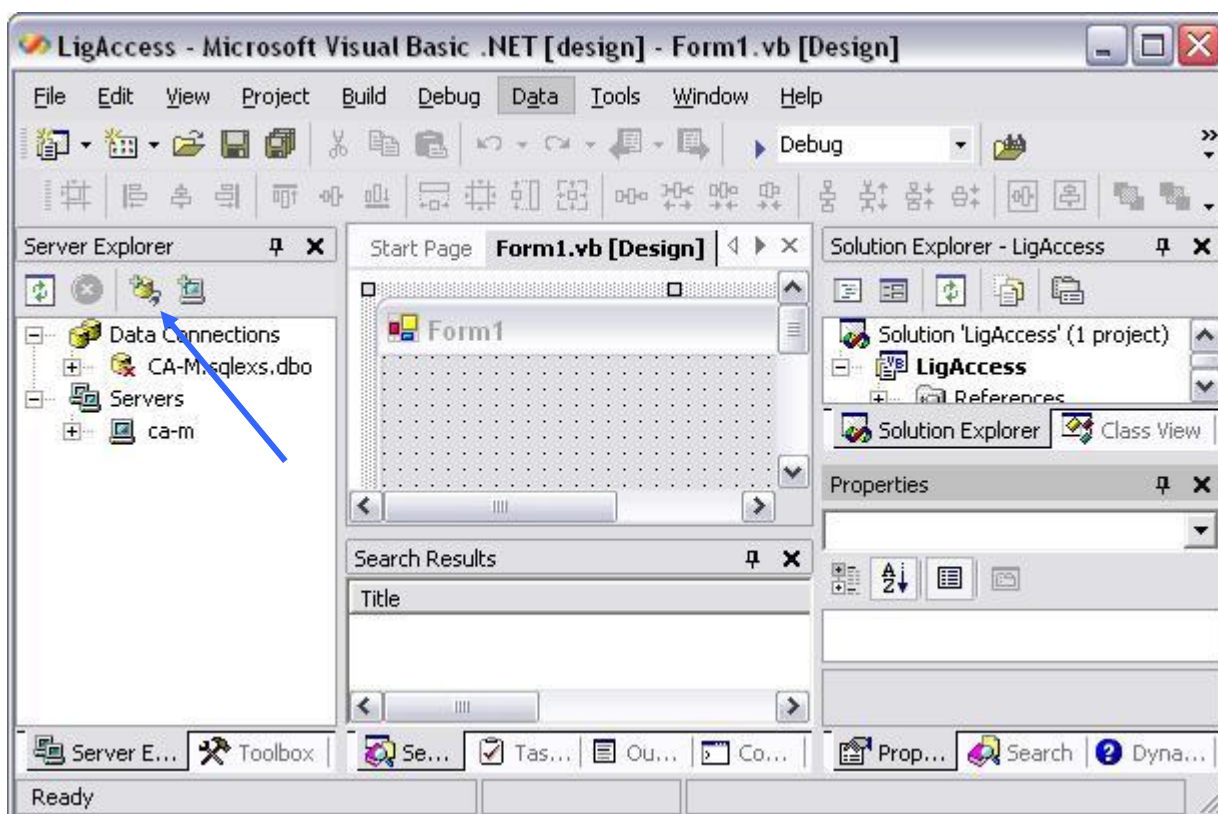 LigAccess - Microsoft Visual Basic .NET [design] - Form1.vb [Design]
File Edit View Project Build Debug Data Tools Window Help
Debug
Server Explorer
Start Page Form1.vb [Design]
Solution Explorer - LigAccess
Data Connections
CA-M.sqlexs.dbo
Servers
ca-m
Form1
Solution 'LigAccess' (1 project)
LigAccess
References
Solution Explorer Class View
Properties
Search Results
Title
Server E... Toolbox
Se... Tas... Ou... Co...
Prop... Search Dyna...
Ready